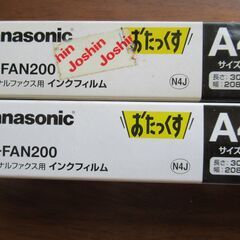 anasonic
Joshin
Joshin
hin
おたっくす
A4
サイズ
-FAN200
ナルファクス用 インクフィルム
N4J
長さ:30
幅:208
anasonic
おたっくす
A4
サイズ
-FAN200
ナルファクス用 インクフィルム
N4J
長さ:30
幅:208